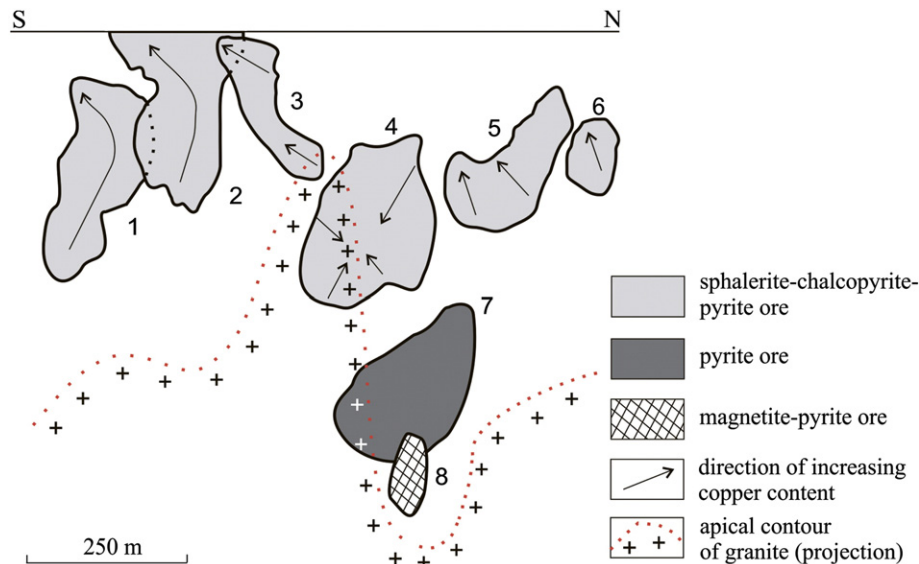 S
N
1
2
3
4
5
6
7
8
sphalerite-chalcopyrite-
pyrite ore
pyrite ore
magnetite-pyrite ore
direction of increasing
copper content
apical contour
of granite (projection)
250 m